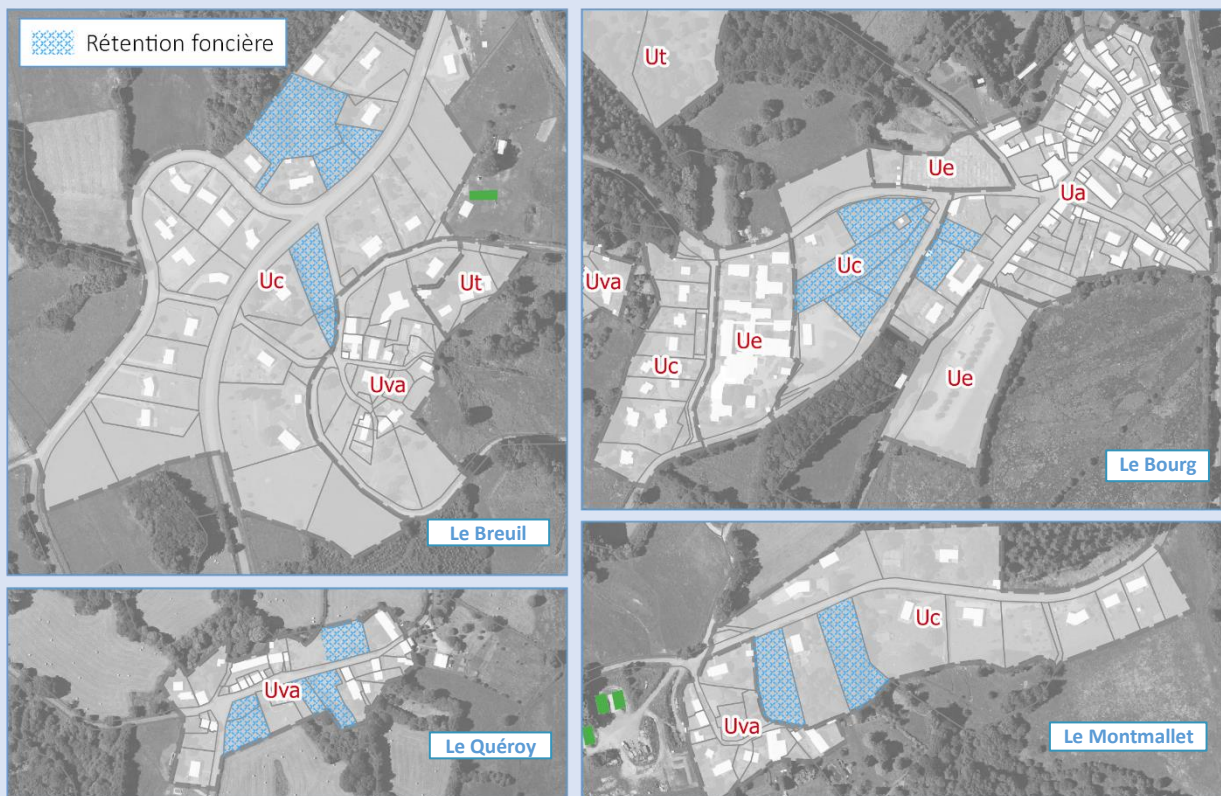 Rétention foncière
Uc
Ut
Uva
Le Breuil
Ut
Ue
Ua
Uva
Uc
Ue
Uc
Ue
Le Bourg
Uva
Le Quéroy
Uc
Uva
Le Montmallet